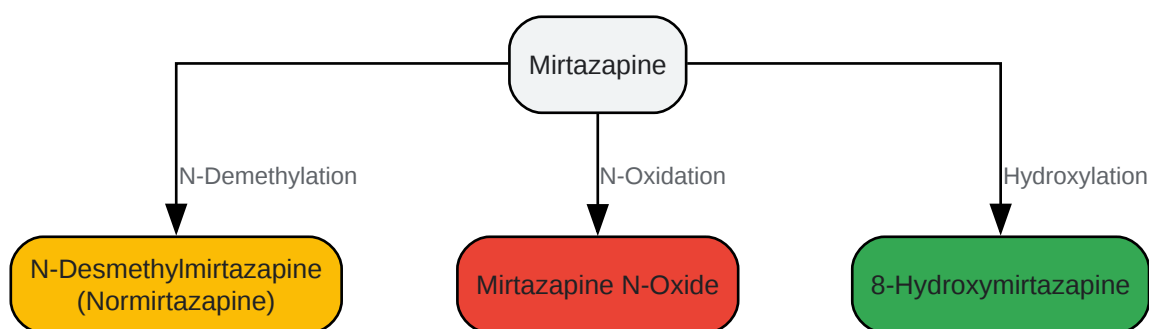 Mirtazapine
N-Demethylation
N-Oxidation
Hydroxylation
N-Desmethylmirtazapine
(Normirtazapine)
Mirtazapine N-Oxide
8-Hydroxymirtazapine